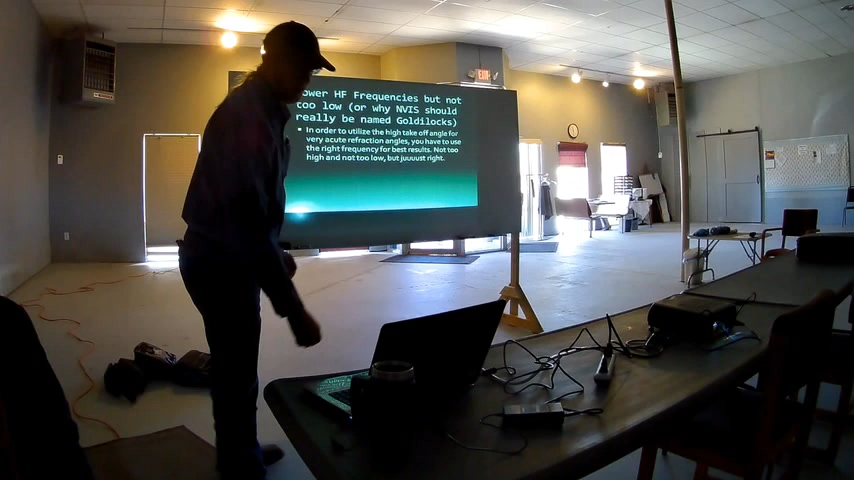 EXIT
ower HF Frequencies but not
too low (or why NVIS should
really be named Goldilocks)
In order to utilize the high take off angle for
very acute refraction angles, you have to use
the right frequency for best results. Not too
high and not too low, but juuuust right.